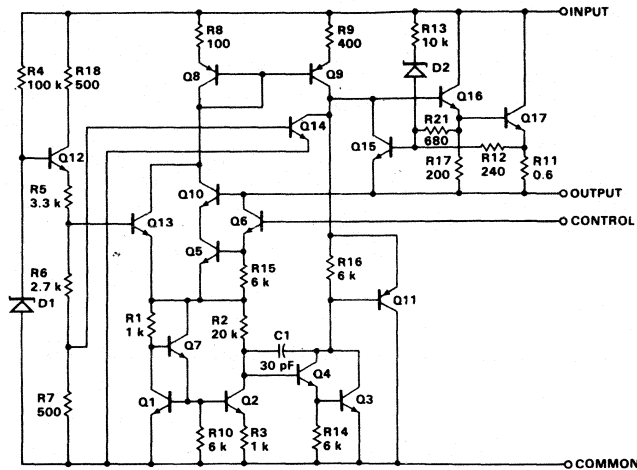 INPUT
R8
100
R9
400
R13
10 k
R4
100 k
R18
500
D2
Q8
Q9
Q16
Q14
Q17
Q12
Q15
R21
680
R17
200
R12
240
R11
0.6
R5
3.3 k
Q10
OUTPUT
Q13
Q6
CONTROL
Q5
R6
2.7 k
R15
6 k
R16
6 k
D1
Q11
R1
1 k
R2
20 k
Q7
C1
30 pF
Q4
R7
500
Q1
Q2
Q3
R10
6 k
R3
1 k
R14
6 k
COMMON